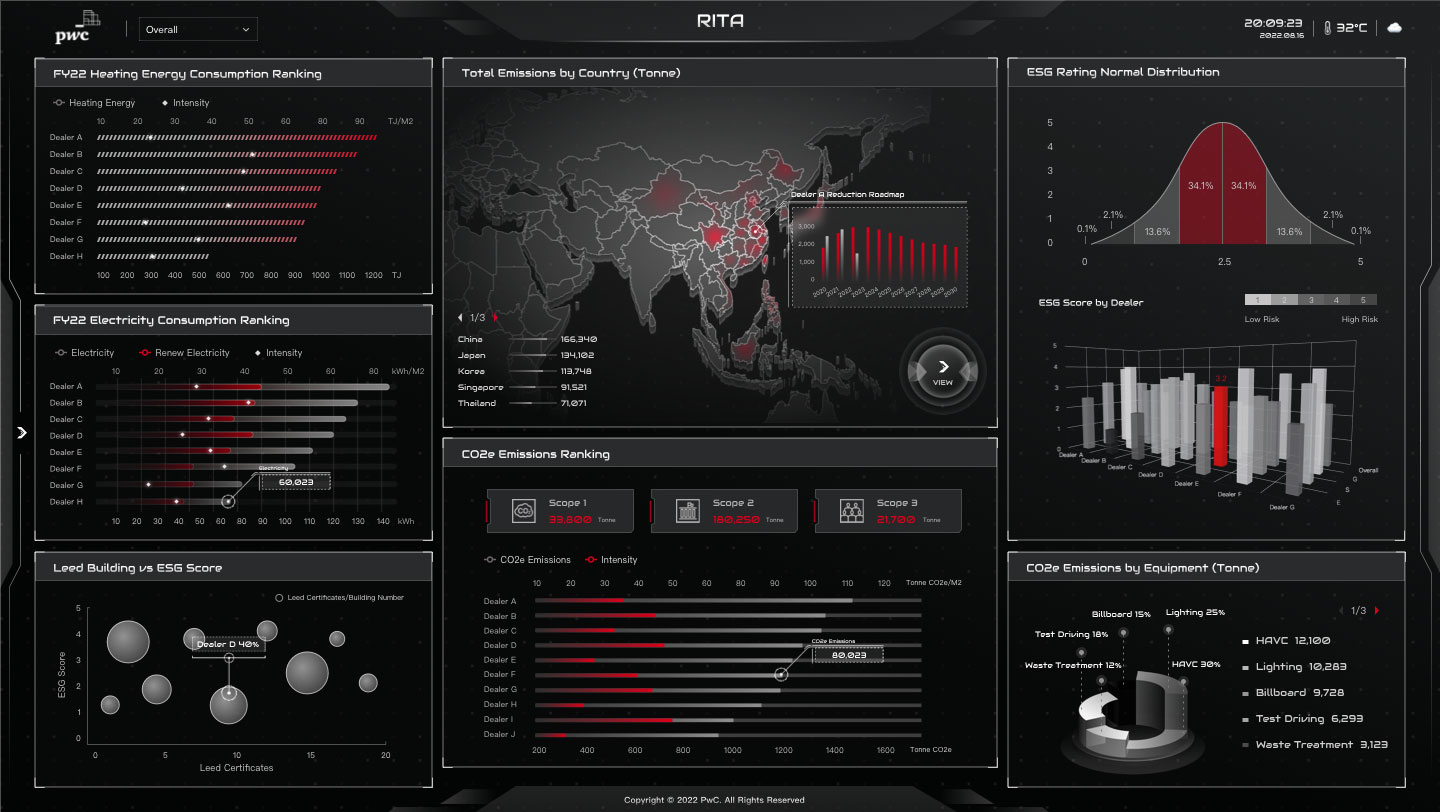 pwc
Overall
RITA
20:09:23
2022.08.16
32°C
FY22 Heating Energy Consumption Ranking
Heating Energy
Intensity
10 20 30 40 50 60 80 90 TJ/M2
Dealer A
Dealer B
Dealer C
Dealer D
Dealer E
Dealer F
Dealer G
Dealer H
100 200 300 400 500 600 700 800 900 1000 1100 1200 TJ
FY22 Electricity Consumption Ranking
Electricity
Renew Electricity
Intensity
10 20 30 40 50 60 80 kWh/M2
Dealer A
Dealer B
Dealer C
Dealer D
Dealer E
Dealer F
Dealer G
Dealer H
Electricity
60,023
10 20 30 40 50 60 80 90 100 110 120 130 140 kWh
Leed Building vs ESG Score
Leed Certificates/Building Number
ESG Score
5
4
3
2
1
0
Dealer D 40%
0 5 10 15 20
Leed Certificates
Total Emissions by Country (Tonne)
Dealer A Reduction Roadmap
3,000
2,000
1,000
0
2020 2021 2022 2023 2024 2025 2026 2027 2028 2029 2030
1/3
China 166,340
Japan 134,102
Korea 113,748
Singapore 91,521
Thailand 71,071
VIEW
CO2e Emissions Ranking
CO2
Scope 1
33,800 Tonne
Scope 2
180,250 Tonne
Scope 3
21,700 Tonne
CO2e Emissions
Intensity
10 20 30 40 50 60 70 80 90 100 110 120 Tonne CO2e/M2
Dealer A
Dealer B
Dealer C
Dealer D
Dealer E
Dealer F
Dealer G
Dealer H
Dealer I
Dealer J
CO2e Emissions
80,023
200 400 600 800 1000 1200 1400 1600 Tonne CO2e
ESG Rating Normal Distribution
5
4
3
2
1
0
0.1%
2.1%
13.6%
34.1%
34.1%
13.6%
2.1%
0.1%
0 2.5 5
ESG Score by Dealer
1 2 3 4 5
Low Risk
High Risk
5
4
3
2
1
0
3.2
Dealer A
Dealer B
Dealer C
Dealer D
Dealer E
Dealer F
Dealer G
Overall
G
S
E
CO2e Emissions by Equipment (Tonne)
1/3
Billboard 15%
Lighting 25%
Test Driving 18%
Waste Treatment 12%
HAVC 30%
HAVC 12,100
Lighting 10,283
Billboard 9,728
Test Driving 6,293
Waste Treatment 3,123
Copyright © 2022 PwC. All Rights Reserved